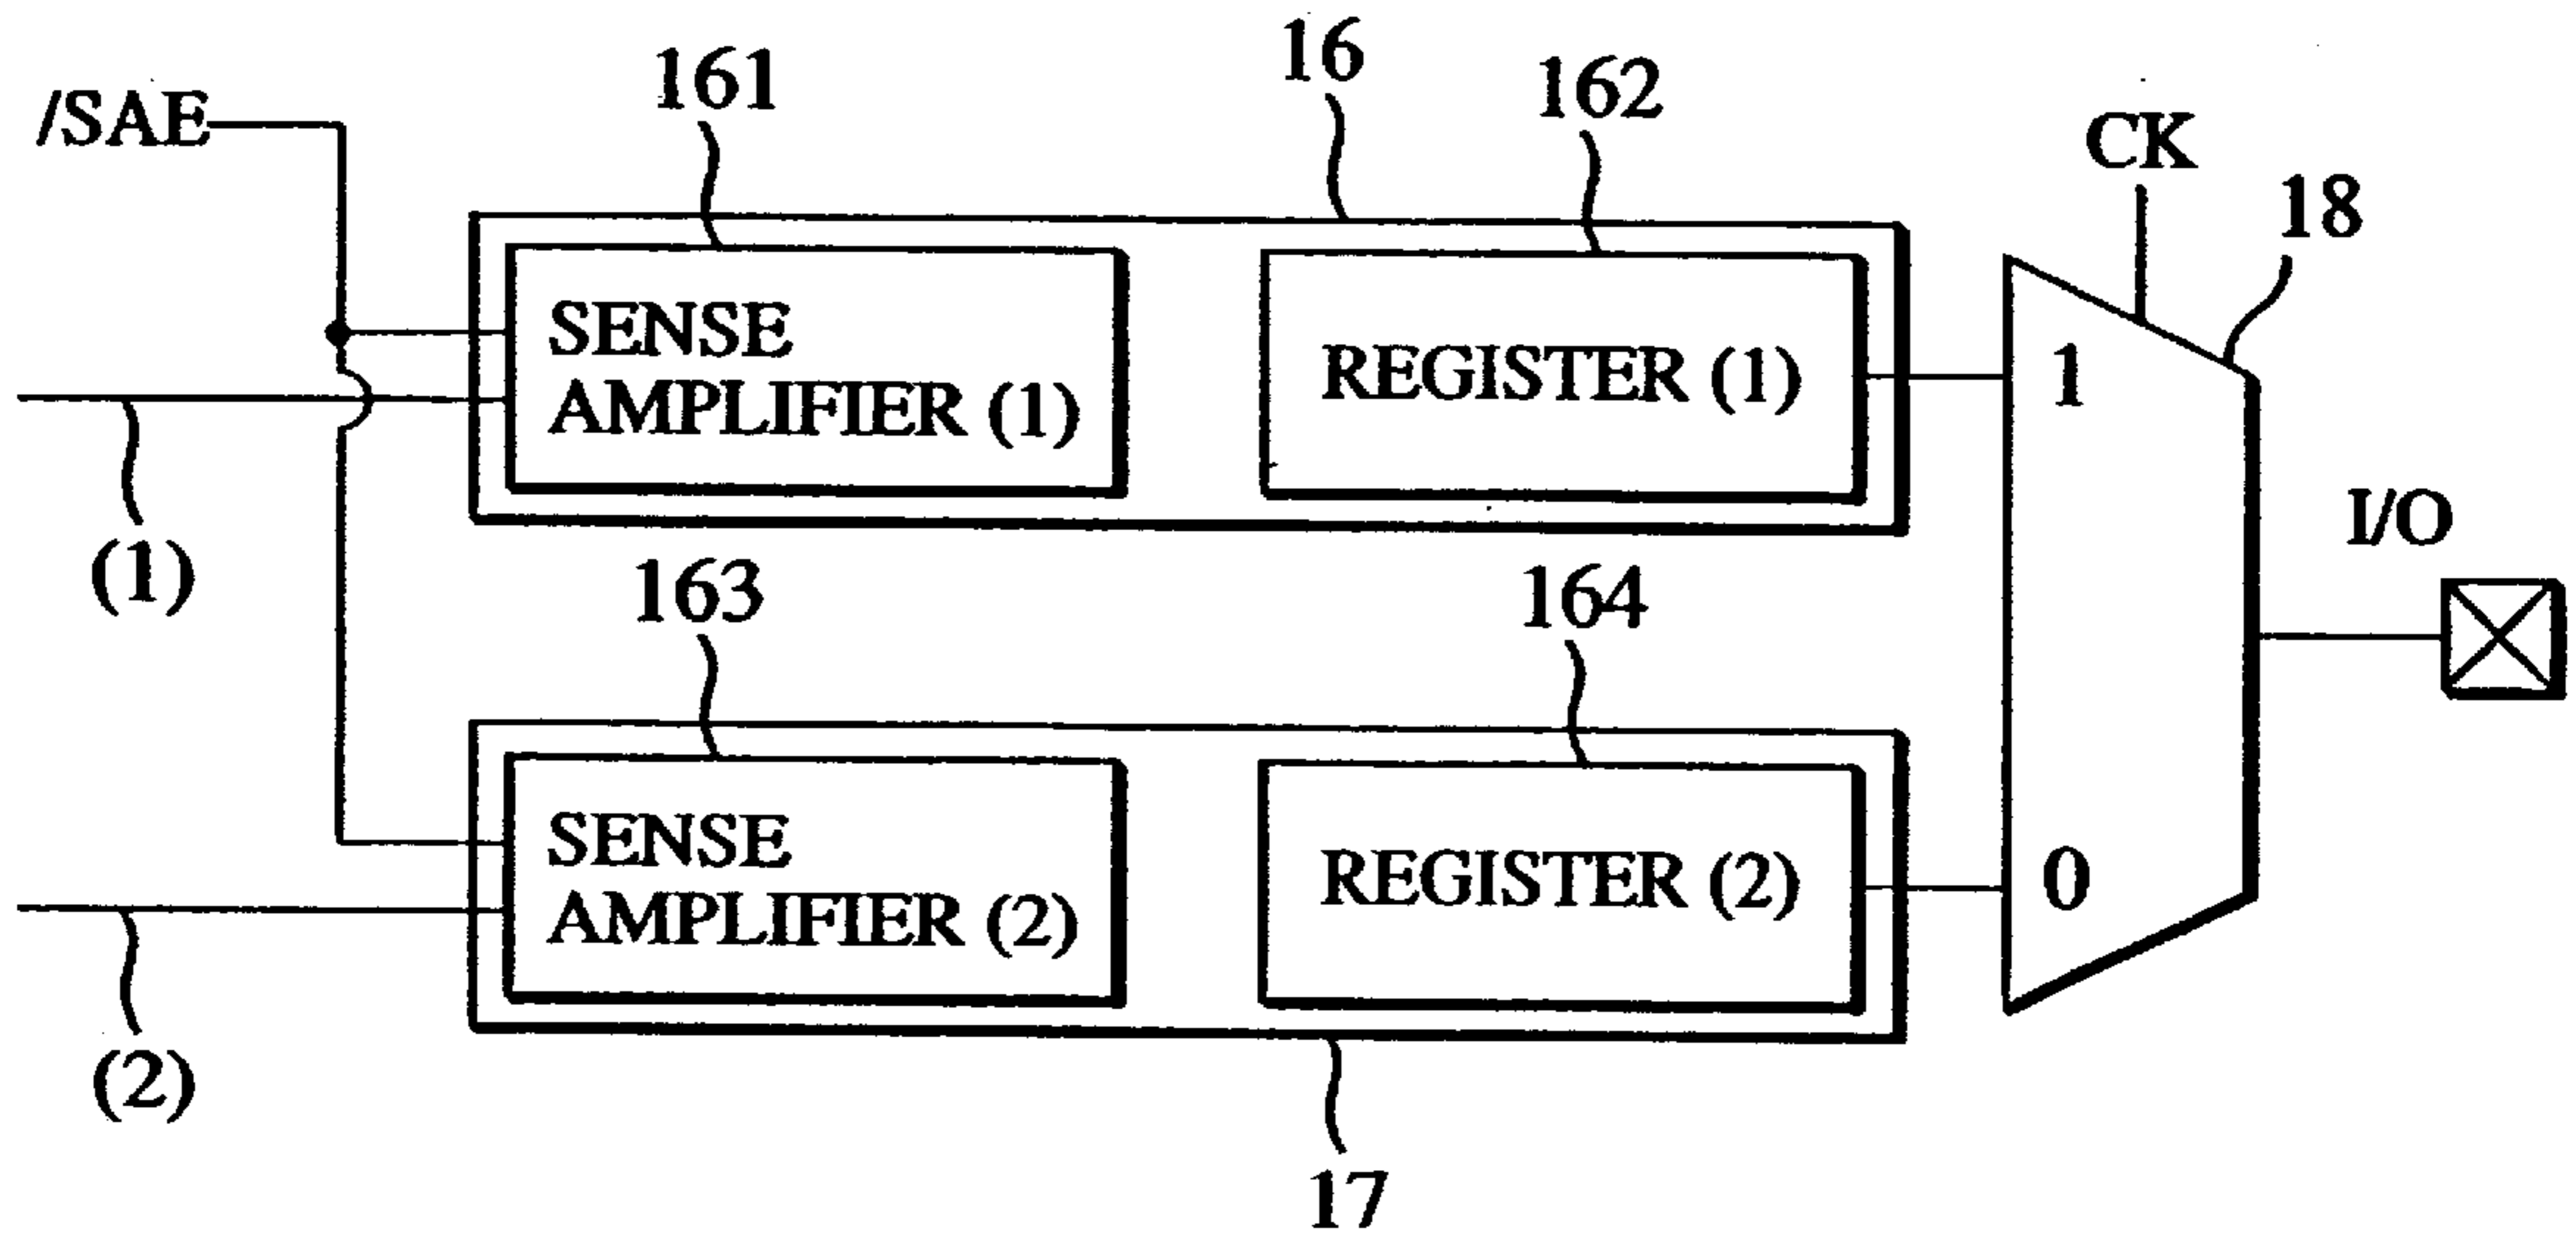 16
161
162
/SAE
CK
18
SENSE
AMPLIFIER (1)
REGISTER (1)
1
I/O
(1)
163
164
SENSE
AMPLIFIER (2)
REGISTER (2)
0
(2)
17